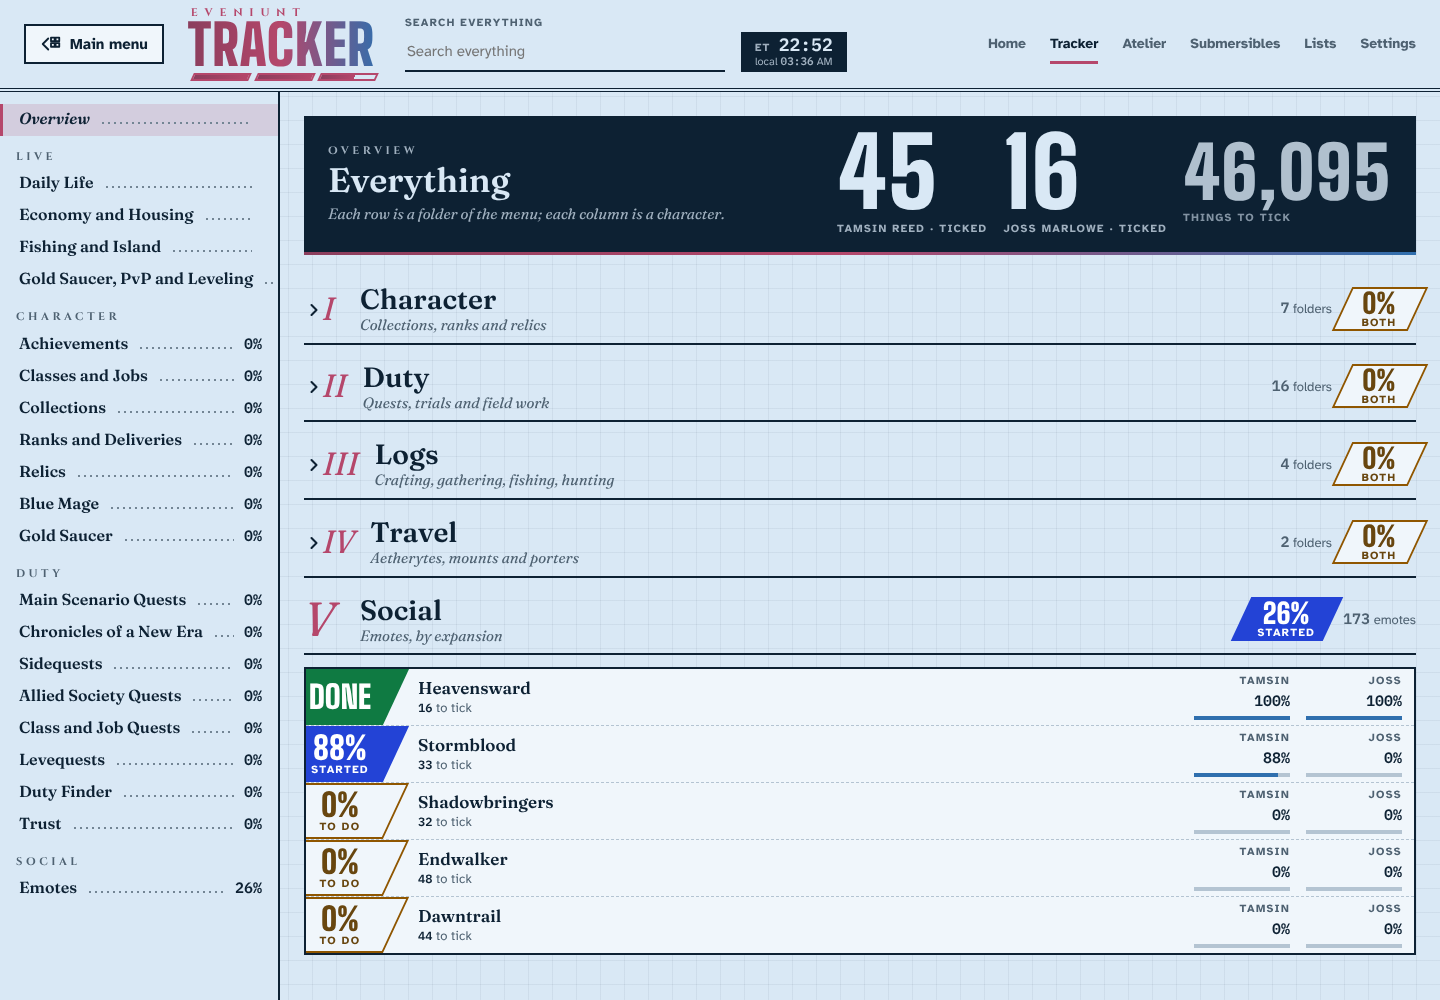 Main menu
EVENIUNT
TRACKER
SEARCH EVERYTHING
Search everything
ET 22:52
local 03:36 AM
Home
Tracker
Atelier
Submersibles
Lists
Settings
Overview
LIVE
Daily Life
Economy and Housing
Fishing and Island
Gold Saucer, PvP and Leveling
CHARACTER
Achievements 0%
Classes and Jobs 0%
Collections 0%
Ranks and Deliveries 0%
Relics 0%
Blue Mage 0%
Gold Saucer 0%
DUTY
Main Scenario Quests 0%
Chronicles of a New Era 0%
Sidequests 0%
Allied Society Quests 0%
Class and Job Quests 0%
Levequests 0%
Duty Finder 0%
Trust 0%
SOCIAL
Emotes 26%
OVERVIEW
Everything
Each row is a folder of the menu; each column is a character.
45
TAMSIN REED · TICKED
16
JOSS MARLOWE · TICKED
46,095
THINGS TO TICK
I Character
Collections, ranks and relics
7 folders
0%
BOTH
II Duty
Quests, trials and field work
16 folders
0%
BOTH
III Logs
Crafting, gathering, fishing, hunting
4 folders
0%
BOTH
IV Travel
Aetherytes, mounts and porters
2 folders
0%
BOTH
V Social
Emotes, by expansion
26%
STARTED
173 emotes
DONE
Heavensward
16 to tick
TAMSIN
100%
JOSS
100%
88%
STARTED
Stormblood
33 to tick
TAMSIN
88%
JOSS
0%
0%
TO DO
Shadowbringers
32 to tick
TAMSIN
0%
JOSS
0%
0%
TO DO
Endwalker
48 to tick
TAMSIN
0%
JOSS
0%
0%
TO DO
Dawntrail
44 to tick
TAMSIN
0%
JOSS
0%